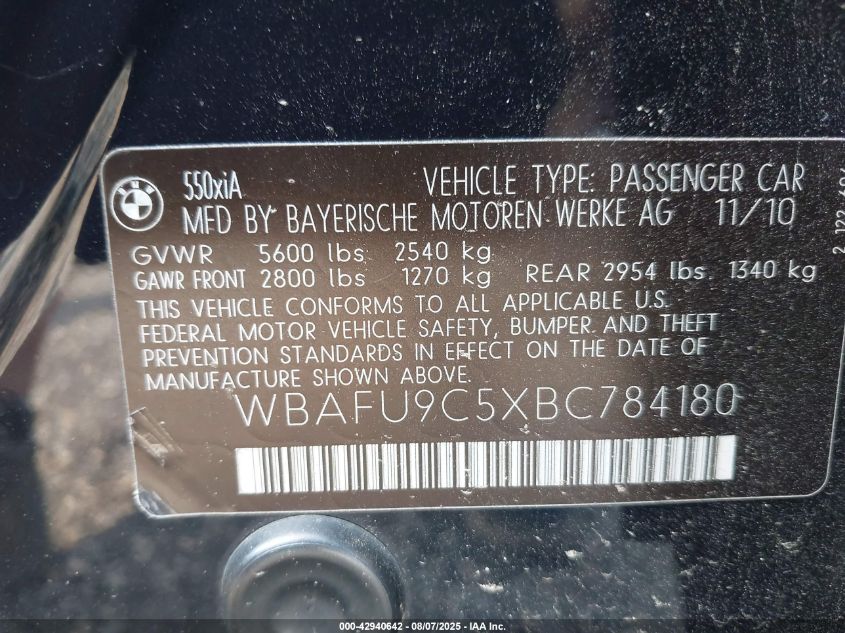 550xiA VEHICLE TYPE: PASSENGER CAR
MFD BY BAYERISCHE MOTOREN WERKE AG 11/10
GVWR 5600 lbs 2540 kg
GAWR FRONT 2800 lbs 1270 kg REAR 2954 lbs. 1340 kg
THIS VEHICLE CONFORMS TO ALL APPLICABLE U.S.
FEDERAL MOTOR VEHICLE SAFETY, BUMPER AND THEFT
PREVENTION STANDARDS IN EFFECT ON THE DATE OF
MANUFACTURE SHOWN ABOVE.
WBAFU9C5XBC784180
2 122
BMW
000-42940642 - 08/07/2025 - IAA Inc.